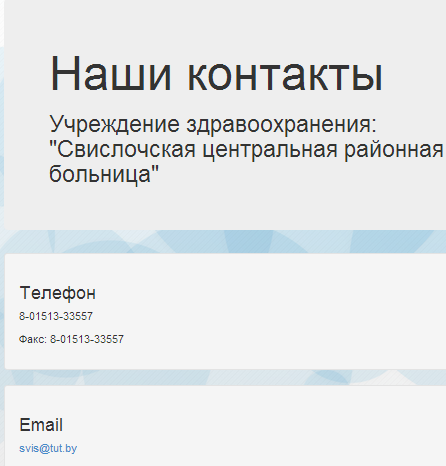 Наши контакты
Учреждение здравоохранения:
"Свислочская центральная районная
больница"
Телефон
8-01513-33557
Факс: 8-01513-33557
Email
svis@tut.by